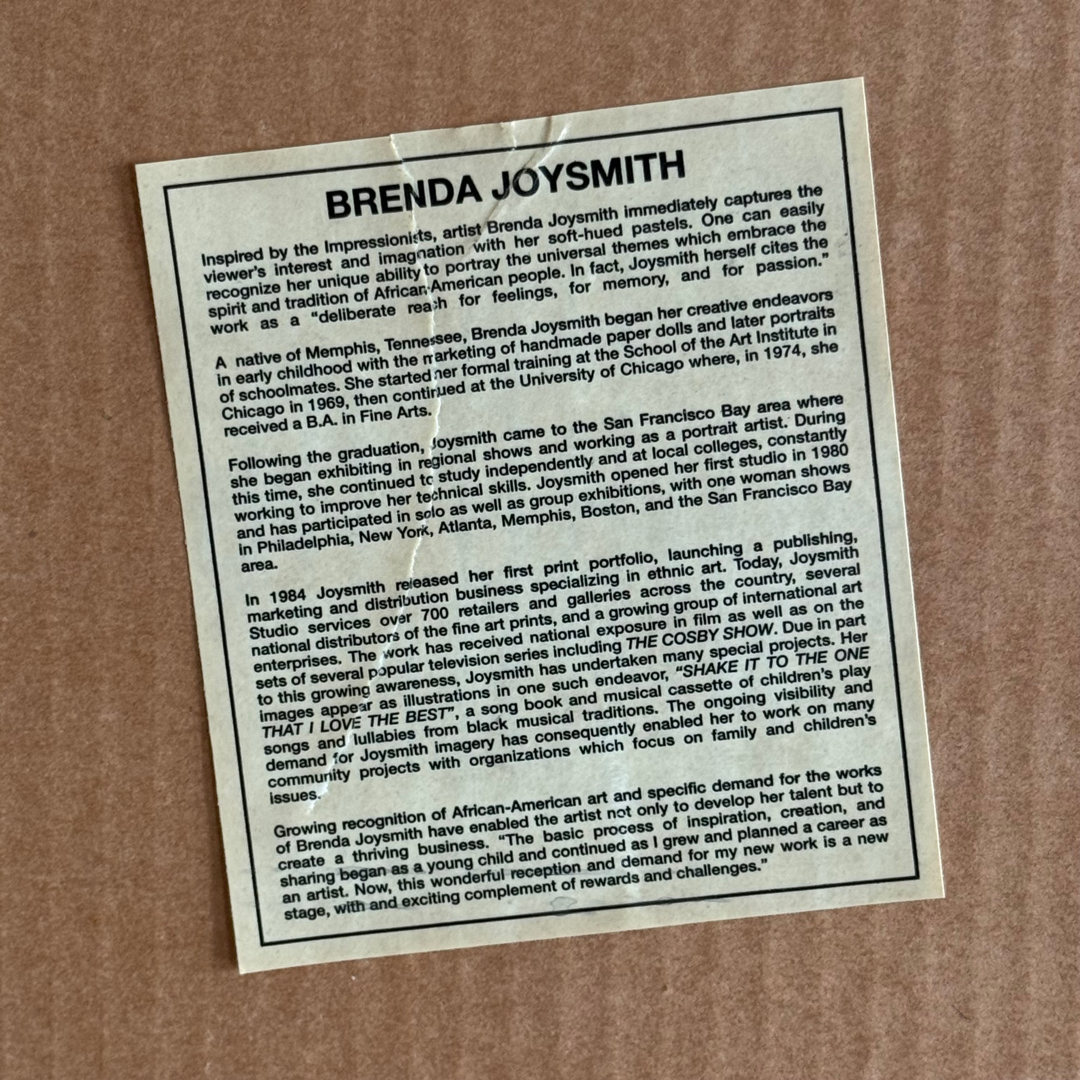 BRENDA JOYSMITH
Inspired by the Impressionists, artist Brenda Joysmith immediately captures the
viewer's interest and imagination with her soft-hued pastels. One can easily
recognize her unique ability to portray the universal themes which embrace the
spirit and tradition of African-American people. In fact, Joysmith herself cites the
work as a "deliberate reach for feelings, for memory, and for passion."
A native of Memphis, Tennessee, Brenda Joysmith began her creative endeavors
in early childhood with the marketing of handmade paper dolls and later portraits
of schoolmates. She started her formal training at the School of the Art Institute in
Chicago in 1969, then continued at the University of Chicago where, in 1974, she
received a B.A. in Fine Arts.
Following the graduation, Joysmith came to the San Francisco Bay area where
she began exhibiting in regional shows and working as a portrait artist. During
this time, she continued to study independently and at local colleges, constantly
working to improve her technical skills. Joysmith opened her first studio in 1980
and has participated in solo as well as group exhibitions, with one woman shows
in Philadelphia, New York, Atlanta, Memphis, Boston, and the San Francisco Bay
area.
In 1984 Joysmith released her first print portfolio, launching a publishing,
marketing and distribution business specializing in ethnic art. Today, Joysmith
Studio services over 700 retailers and galleries across the country, several
national distributors of the fine art prints, and a growing group of international art
enterprises. The work has received national exposure in film as well as on the
sets of several popular television series including THE COSBY SHOW. Due in part
to this growing awareness, Joysmith has undertaken many special projects. Her
images appear as illustrations in one such endeavor, "SHAKE IT TO THE ONE
THAT I LOVE THE BEST", a song book and musical cassette of children's play
songs and lullabies from black musical traditions. The ongoing visibility and
demand for Joysmith imagery has consequently enabled her to work on many
community projects with organizations which focus on family and children's
issues.
Growing recognition of African-American art and specific demand for the works
of Brenda Joysmith have enabled the artist not only to develop her talent but to
create a thriving business. "The basic process of inspiration, creation, and
sharing began as a young child and continued as I grew and planned a career as
an artist. Now, this wonderful reception and demand for my new work is a new
stage, with and exciting complement of rewards and challenges."